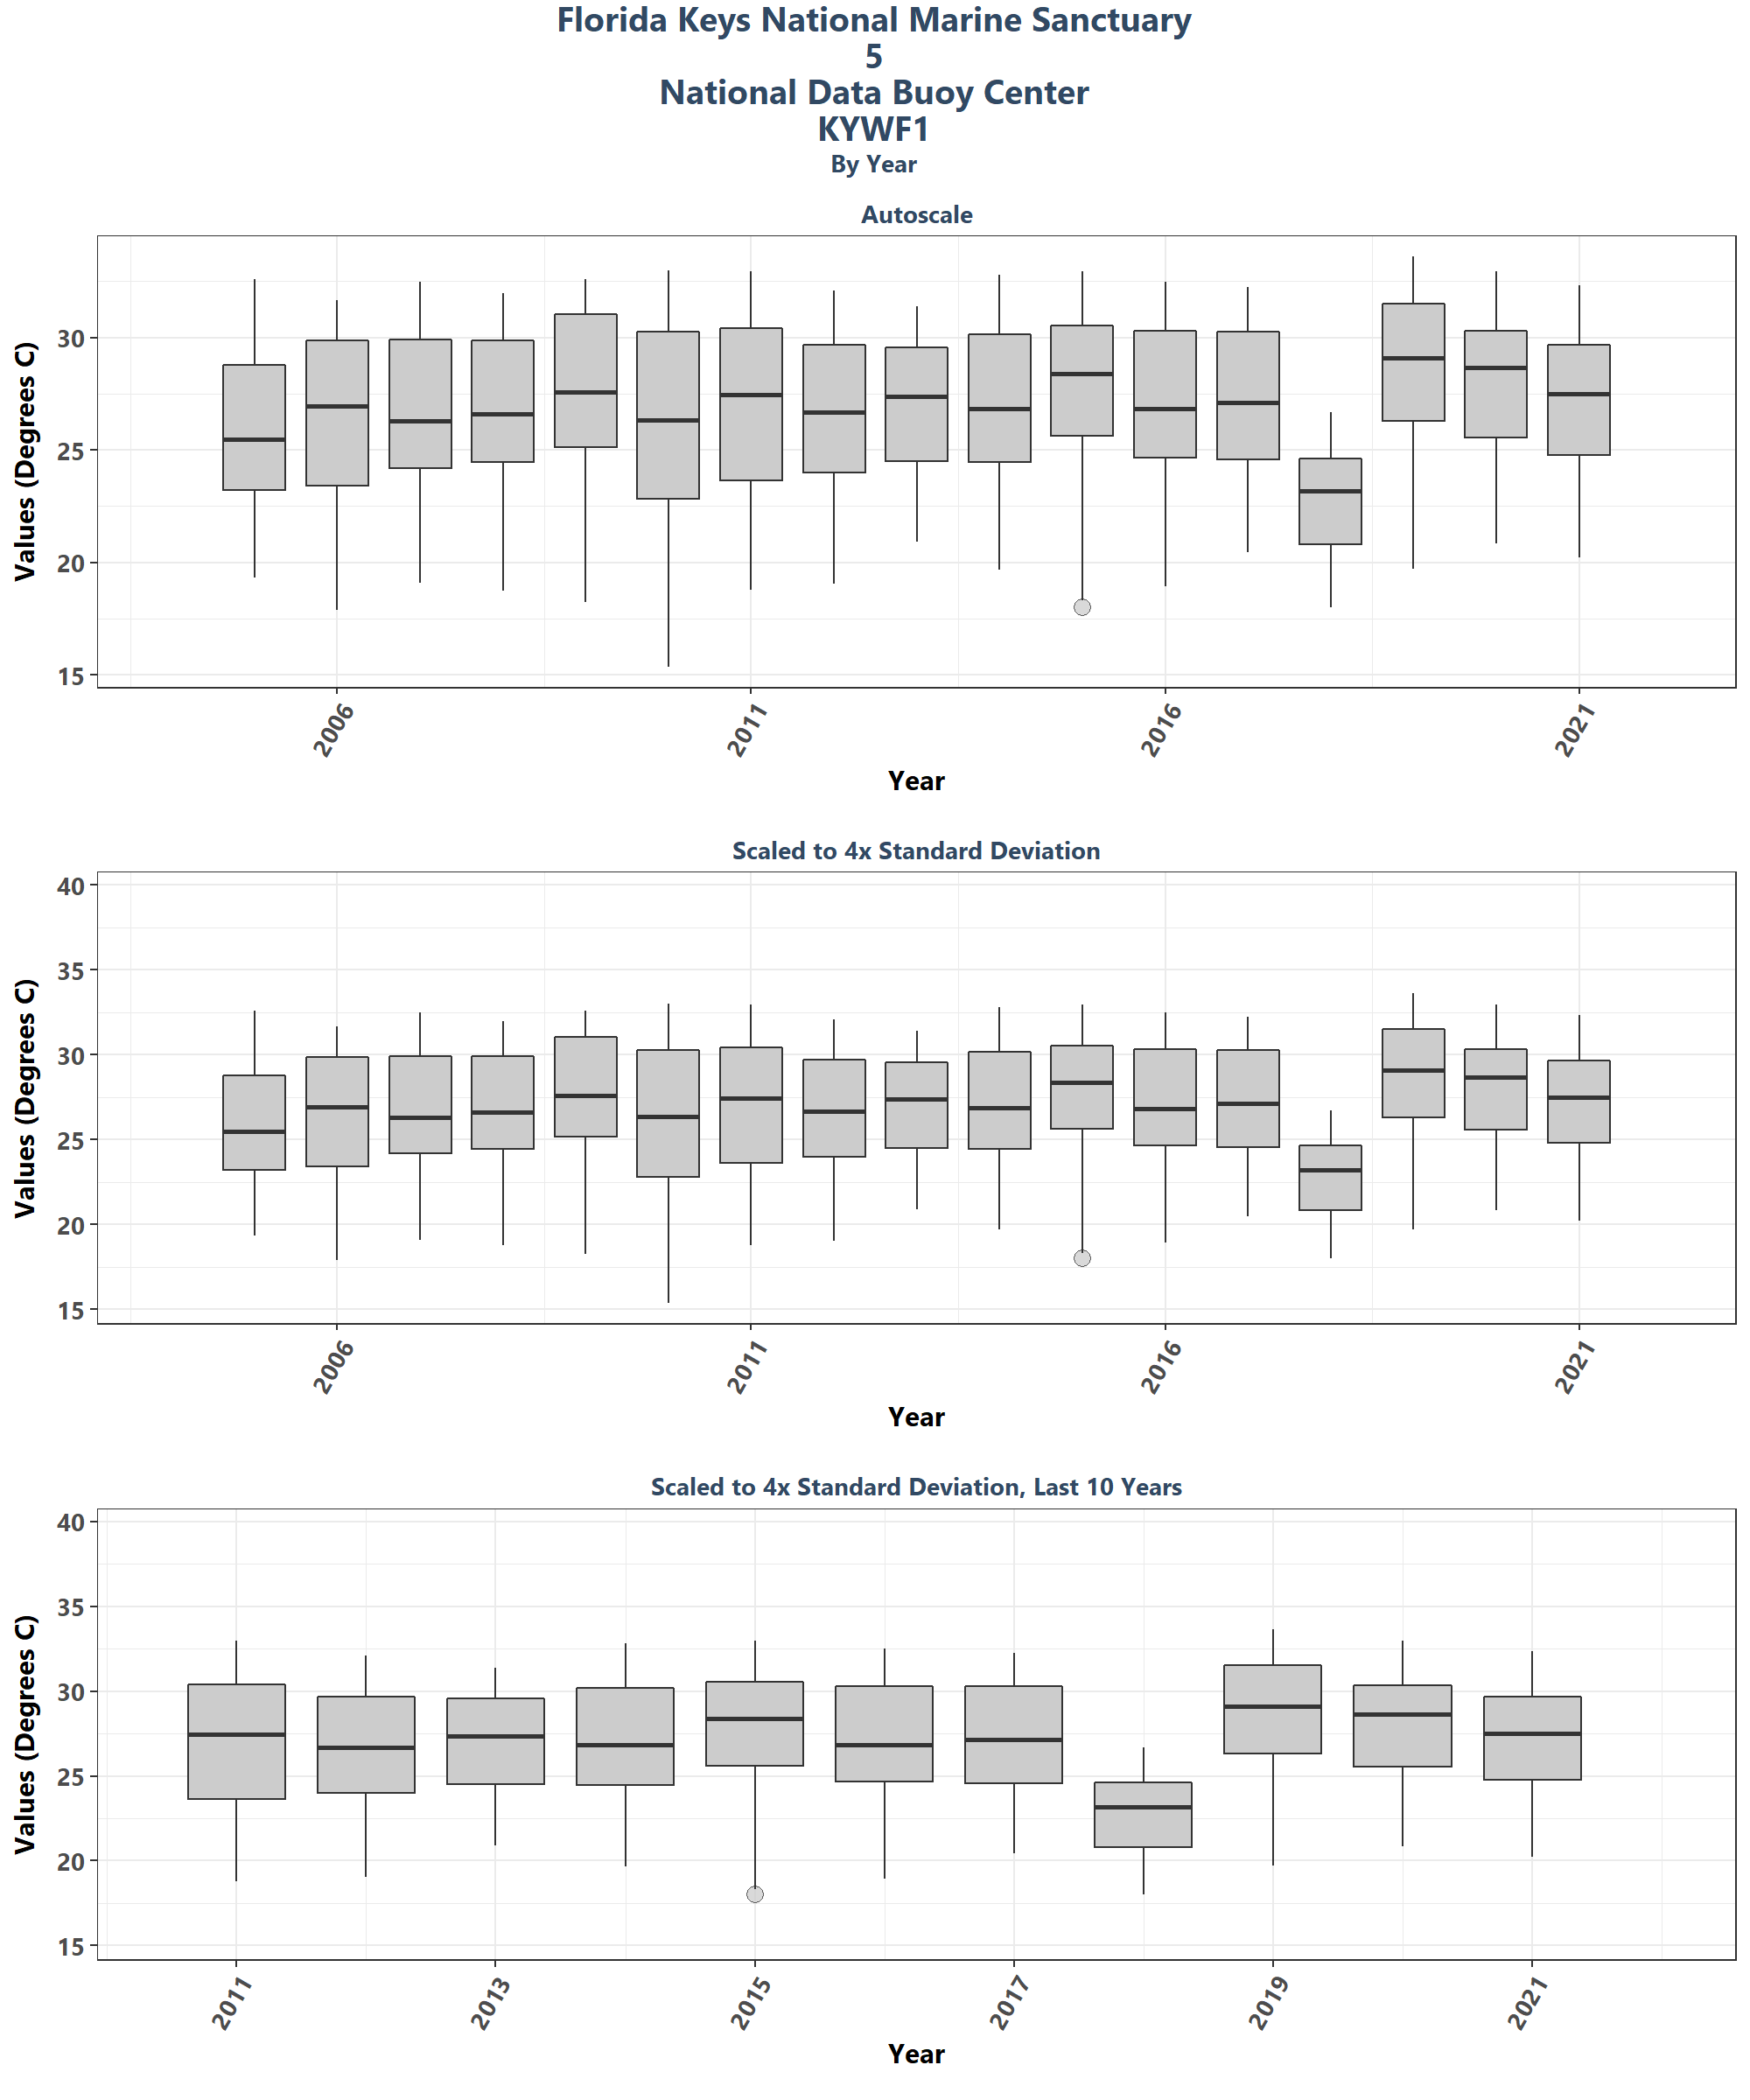 Florida Keys National Marine Sanctuary
5
National Data Buoy Center
KYWF1
By Year
Autoscale
Values (Degrees C)
30
25
20
15
2006
2011
2016
2021
Year
Scaled to 4x Standard Deviation
Values (Degrees C)
40
35
30
25
20
15
2006
2011
2016
2021
Year
Scaled to 4x Standard Deviation, Last 10 Years
Values (Degrees C)
40
35
30
25
20
15
2011
2013
2015
2017
2019
2021
Year